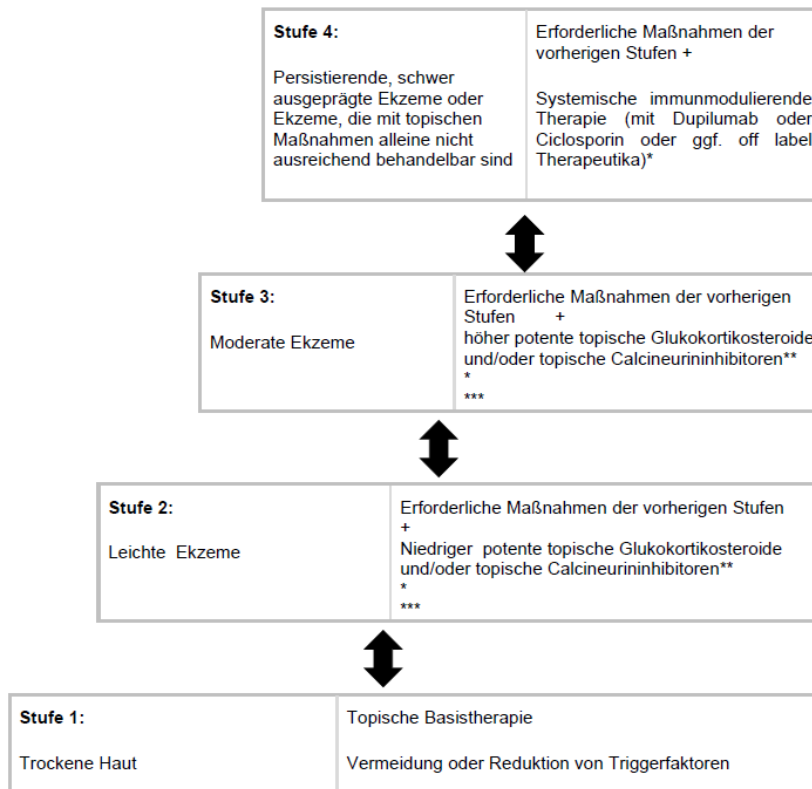 Stufe 4:
Persistierende, schwer
ausgeprägte Ekzeme oder
Ekzeme, die mit topischen
Maßnahmen alleine nicht
ausreichend behandelbar sind
Erforderliche Maßnahmen der
vorherigen Stufen +
Systemische immunmodulierende
Therapie (mit Dupilumab oder
Ciclosporin oder ggf. off label
Therapeutika)*
Stufe 3:
Moderate Ekzeme
Erforderliche Maßnahmen der vorherigen
Stufen +
höher potente topische Glukokortikosteroide
und/oder topische Calcineurininhibitoren**
*
***
Stufe 2:
Leichte Ekzeme
Erforderliche Maßnahmen der vorherigen Stufen
+
Niedriger potente topische Glukokortikosteroide
und/oder topische Calcineurininhibitoren**
*
***
Stufe 1:
Trockene Haut
Topische Basistherapie
Vermeidung oder Reduktion von Triggerfaktoren